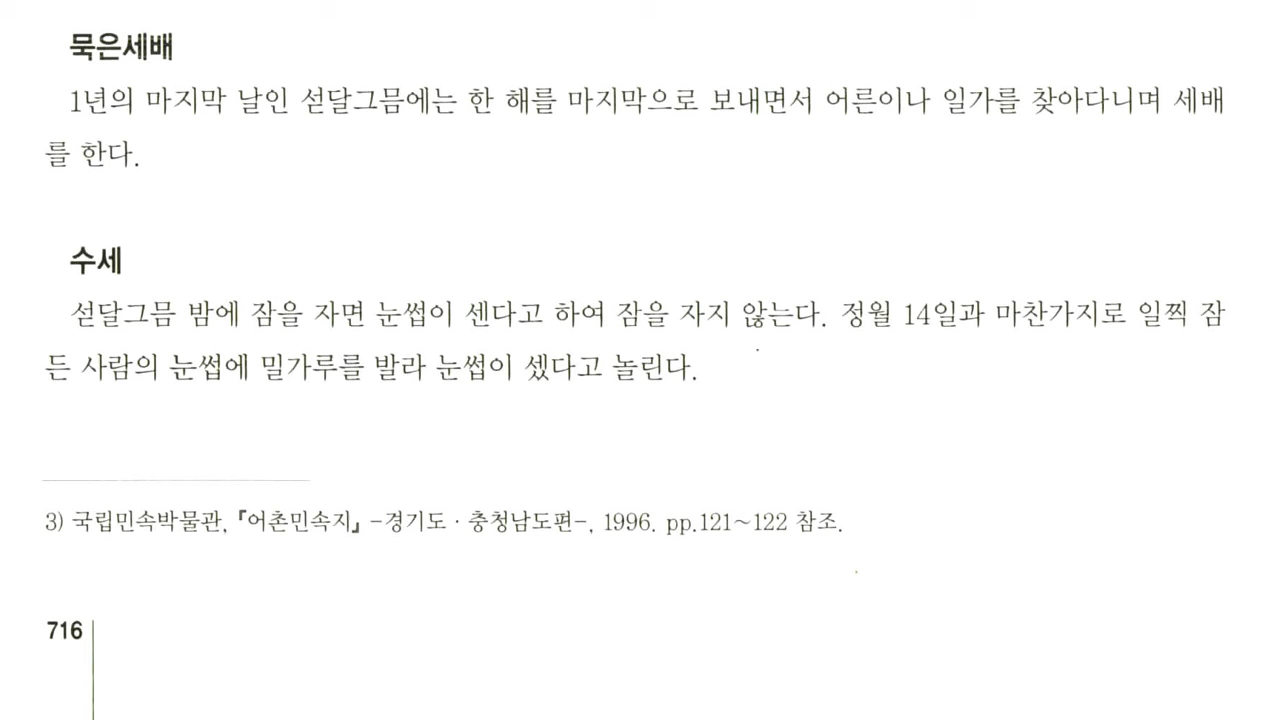 묵은세배
1년의 마지막 날인 섣달그믐에는 한 해를 마지막으로 보내면서 어른이나 일가를 찾아다니며 세배
를 한다.
수세
섣달그믐 밤에 잠을 자면 눈썹이 센다고 하여 잠을 자지 않는다. 정월 14일과 마찬가지로 일찍 잠
든 사람의 눈썹에 밀가루를 발라 눈썹이 셌다고 놀린다.
3) 국립민속박물관, 『어촌민속지』 -경기도 · 충청남도편-, 1996. pp.121~122 참조.
716